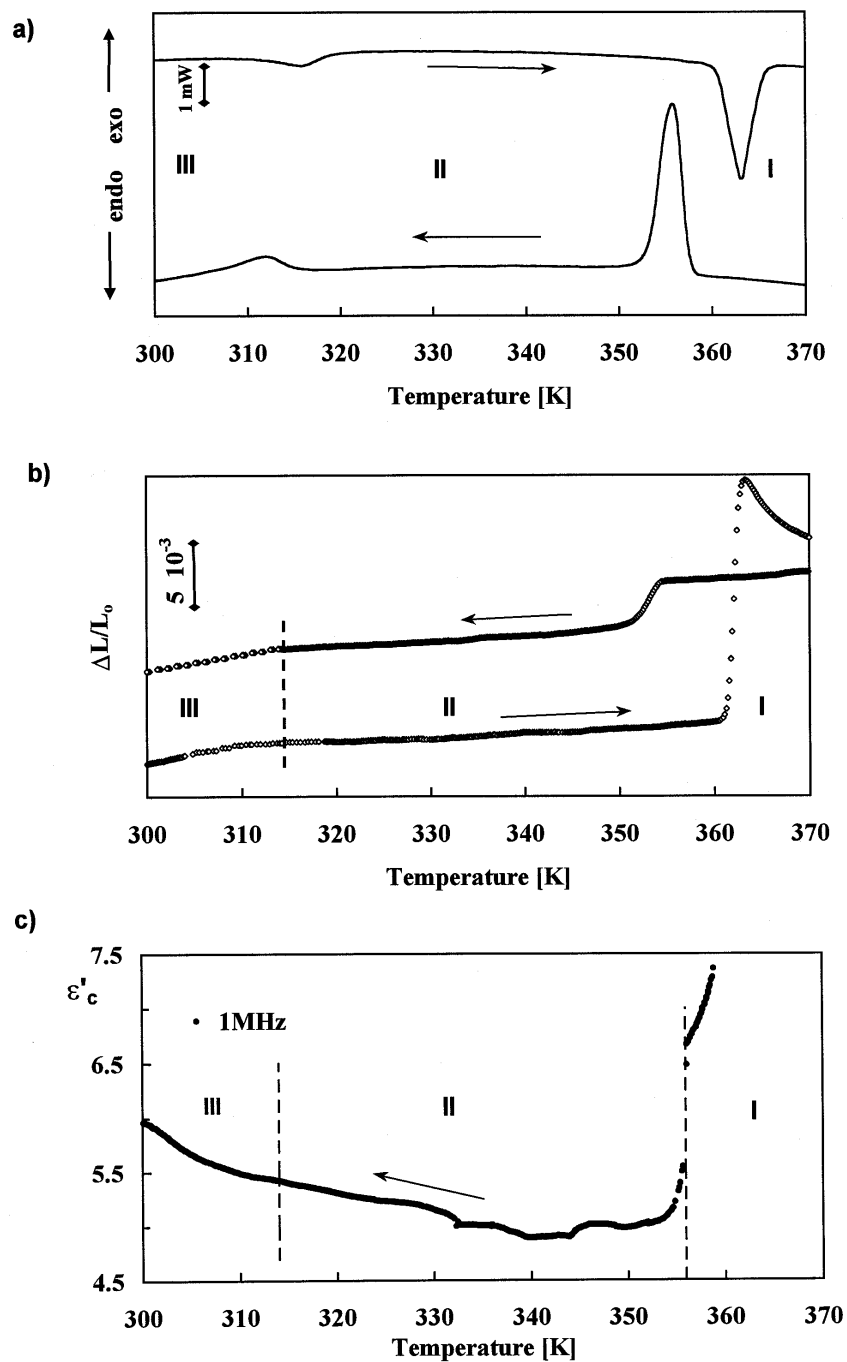 a)
endo exo
1 mW
III II I
300 310 320 330 340 350 360 370
Temperature [K]
b)
ΔL/Lₒ
5 10⁻³
III II I
300 310 320 330 340 350 360 370
Temperature [K]
c)
ε'c
7.5
6.5
5.5
4.5
1MHz
III II I
300 310 320 330 340 350 360 370
Temperature [K]